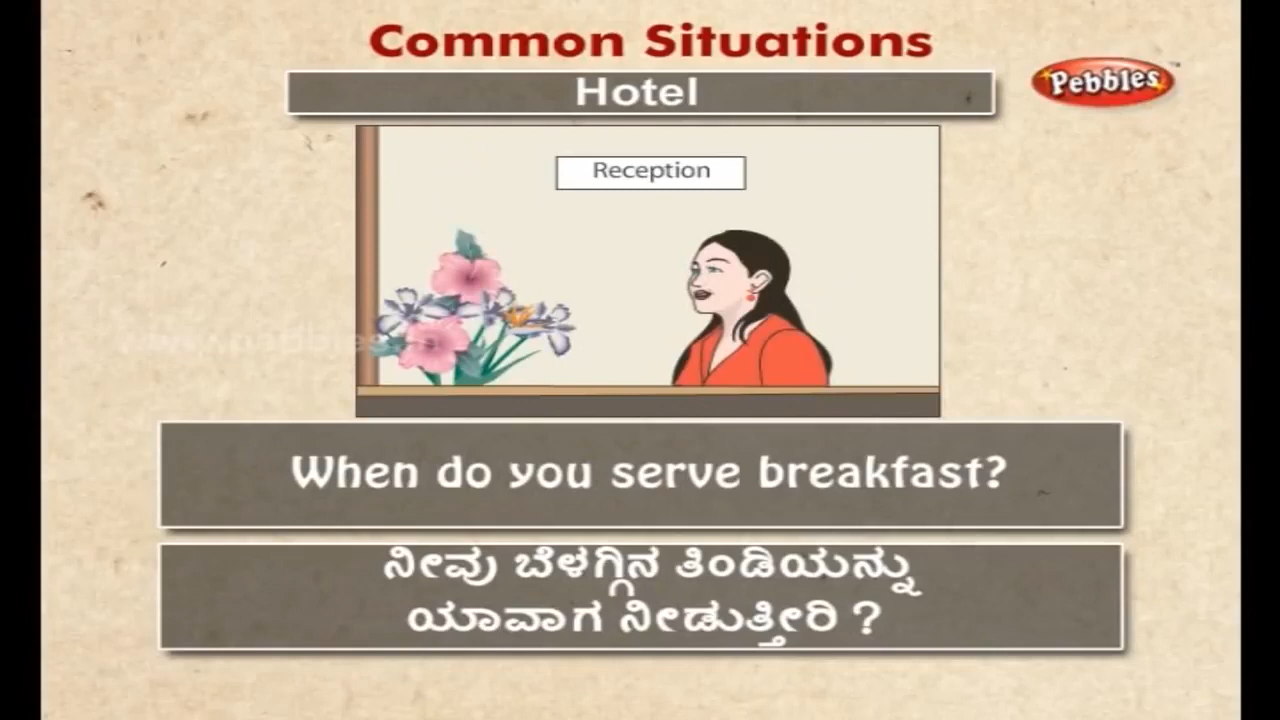 Common Situations
Hotel
Pebbles
Reception
When do you serve breakfast?
ನೀವು ಬೆಳಗ್ಗಿನ ತಿಂಡಿಯನ್ನು
ಯಾವಾಗ ನೀಡುತ್ತೀರಿ ?